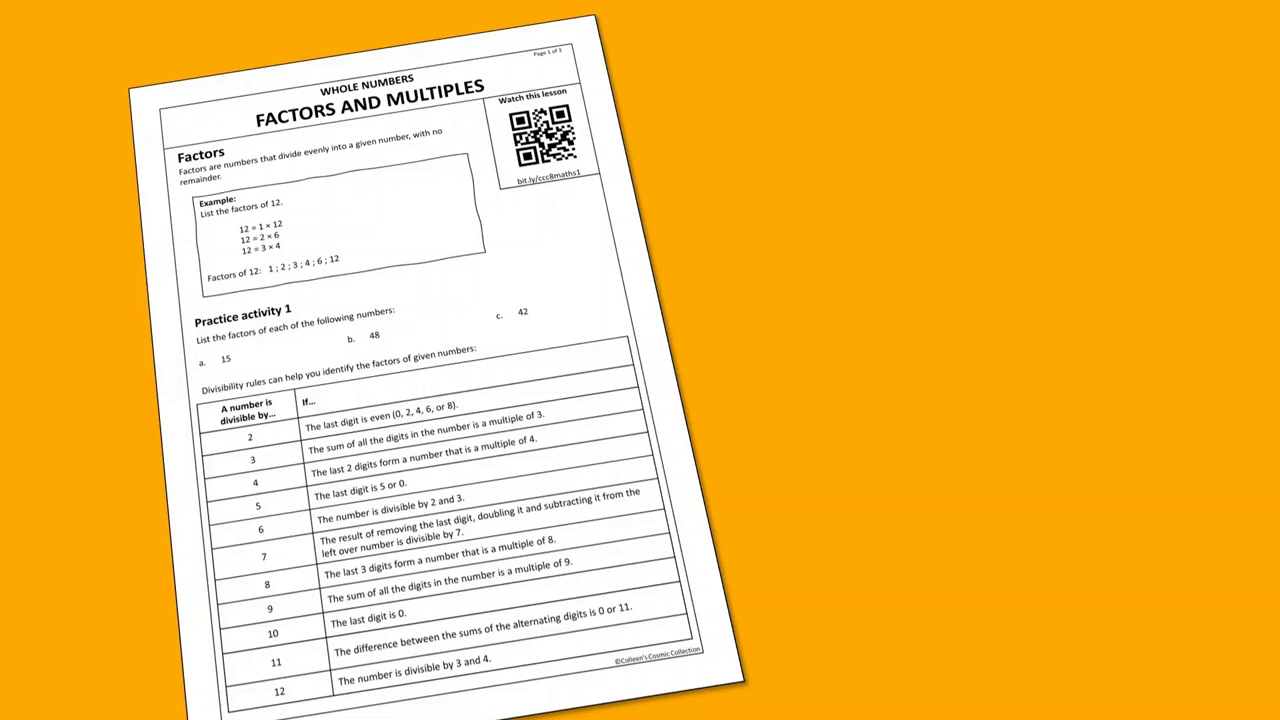 Page 1 of 3
WHOLE NUMBERS
FACTORS AND MULTIPLES
Watch this lesson
bit.ly/ccc8maths1
Factors
Factors are numbers that divide evenly into a given number, with no
remainder.
Example:
List the factors of 12.
12 = 1 × 12
12 = 2 × 6
12 = 3 × 4
Factors of 12: 1 ; 2 ; 3 ; 4 ; 6 ; 12
Practice activity 1
List the factors of each of the following numbers:
a. 15 b. 48 c. 42
Divisibility rules can help you identify the factors of given numbers:
A number is divisible by... If...
2 The last digit is even (0, 2, 4, 6, or 8).
3 The sum of all the digits in the number is a multiple of 3.
4 The last 2 digits form a number that is a multiple of 4.
5 The last digit is 5 or 0.
6 The number is divisible by 2 and 3.
7 The result of removing the last digit, doubling it and subtracting it from the
left over number is divisible by 7.
8 The last 3 digits form a number that is a multiple of 8.
9 The sum of all the digits in the number is a multiple of 9.
10 The last digit is 0.
11 The difference between the sums of the alternating digits is 0 or 11.
12 The number is divisible by 3 and 4.
©Colleen's Cosmic Collection